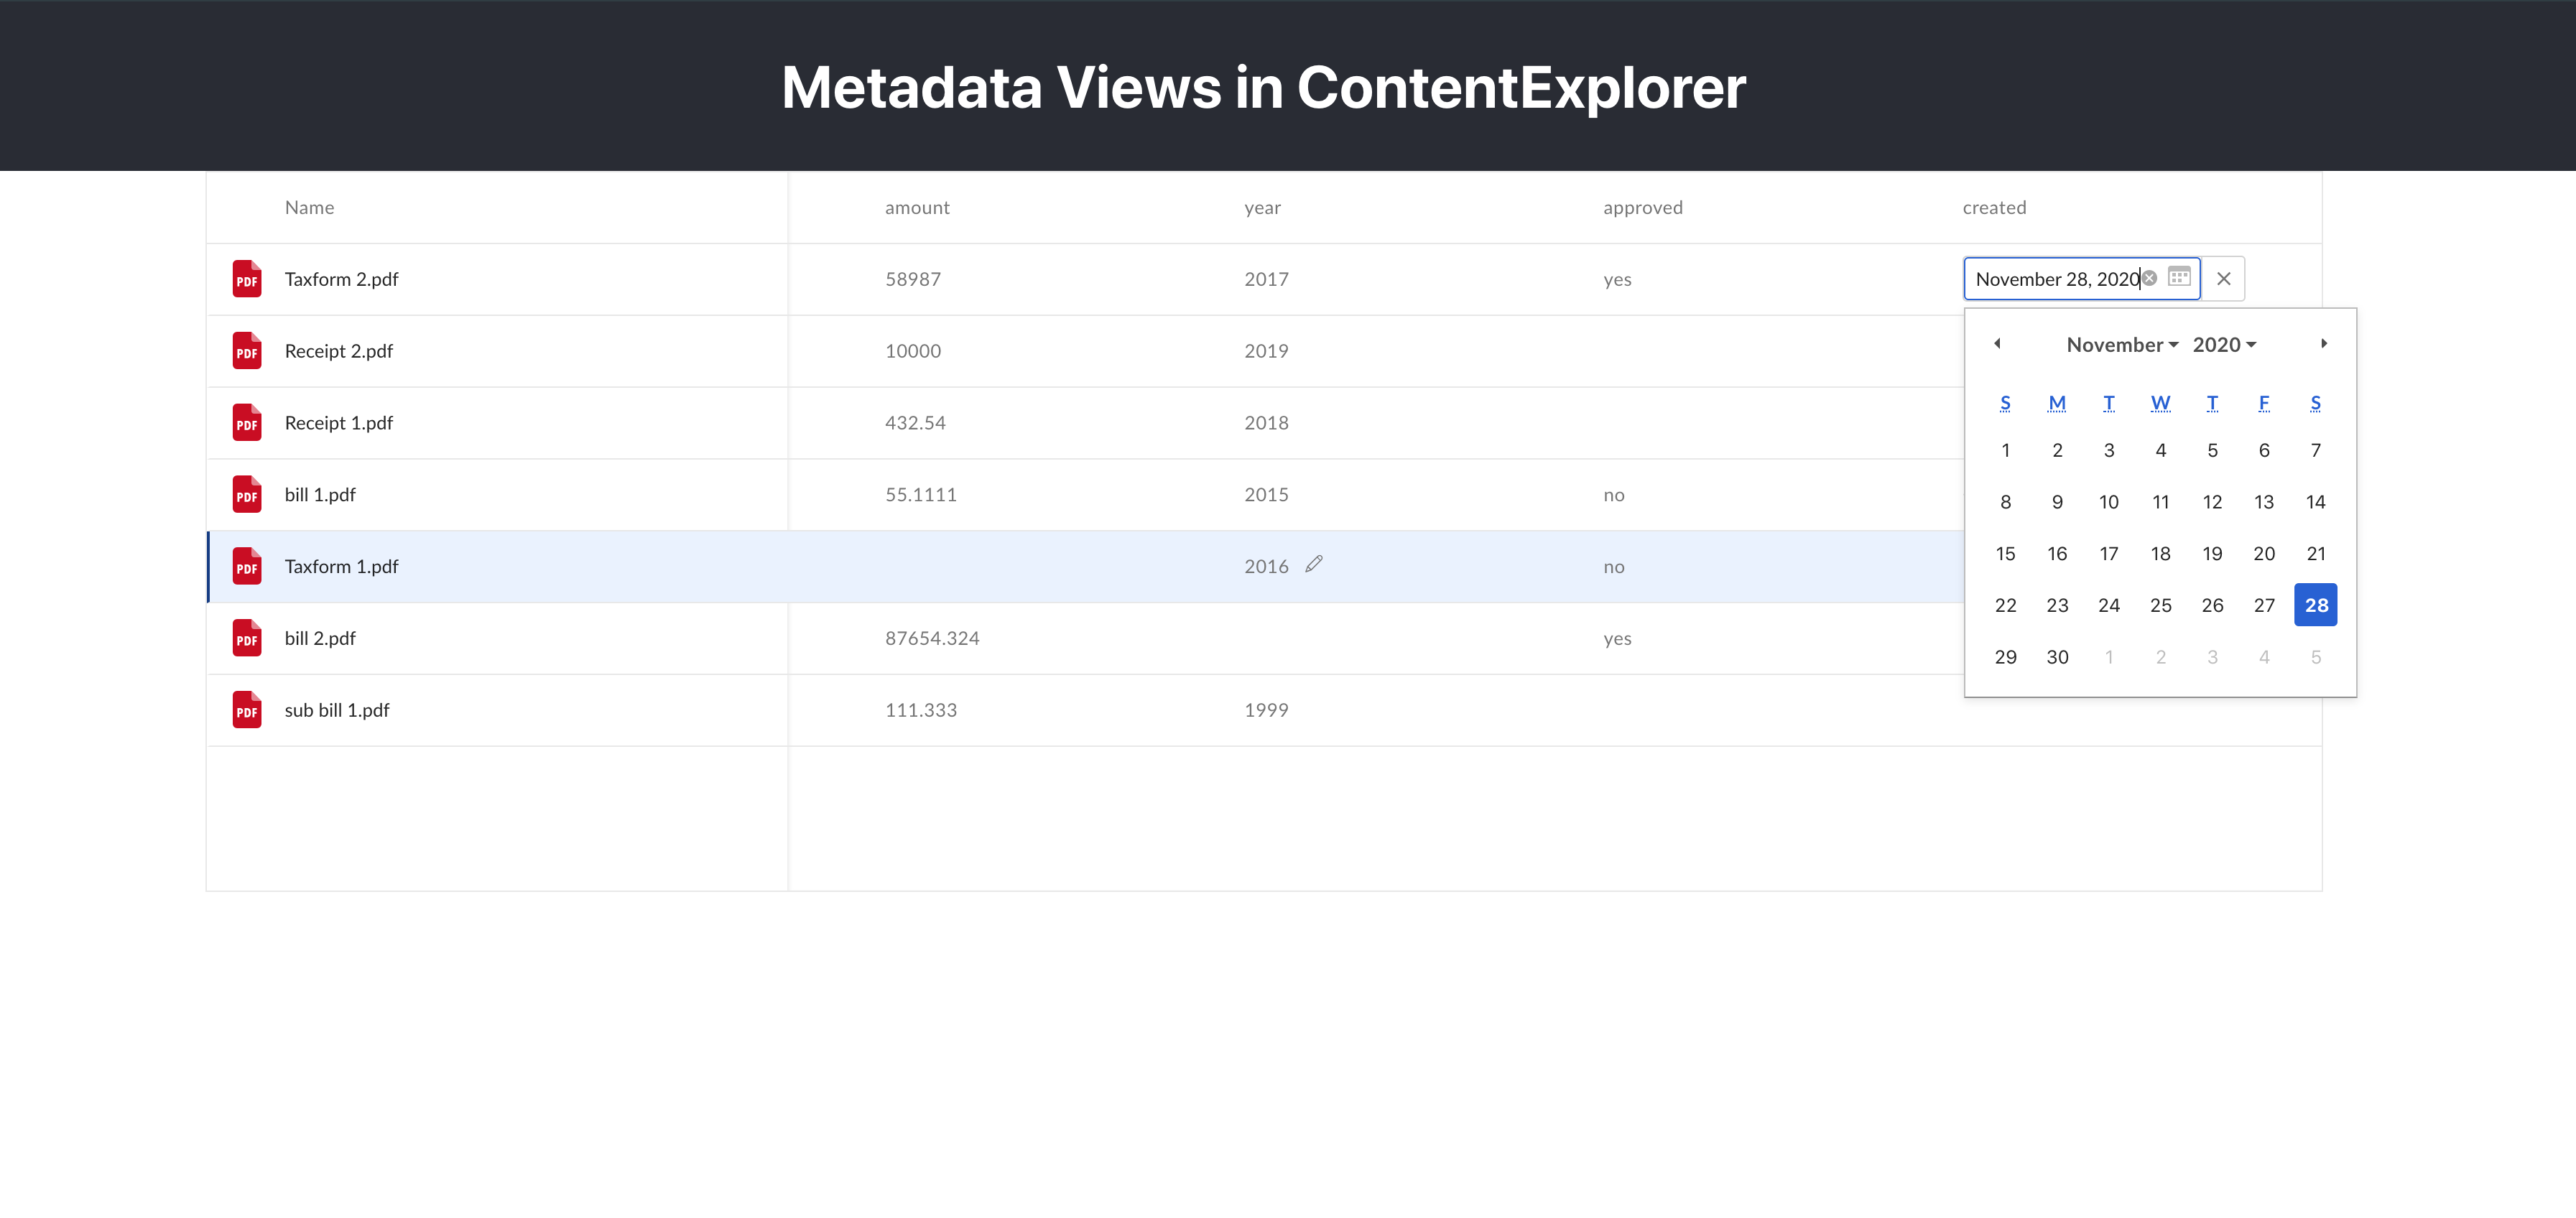 Metadata Views in ContentExplorer
Name amount year approved created
PDF Taxform 2.pdf 58987 2017 yes November 28, 2020
PDF Receipt 2.pdf 10000 2019
November 2020
PDF Receipt 1.pdf 432.54 2018
S M T W T F S
1 2 3 4 5 6 7
PDF bill 1.pdf 55.1111 2015 no
8 9 10 11 12 13 14
PDF Taxform 1.pdf 2016 no
15 16 17 18 19 20 21
22 23 24 25 26 27 28
PDF bill 2.pdf 87654.324 yes
29 30 1 2 3 4 5
PDF sub bill 1.pdf 111.333 1999